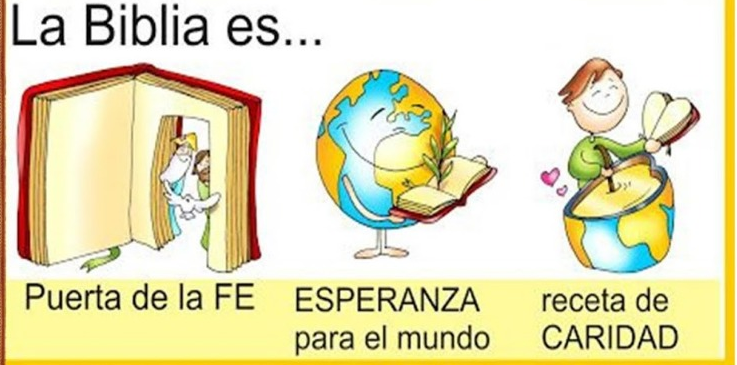 La Biblia es...
Puerta de la FE
ESPERANZA
para el mundo
receta de
CARIDAD